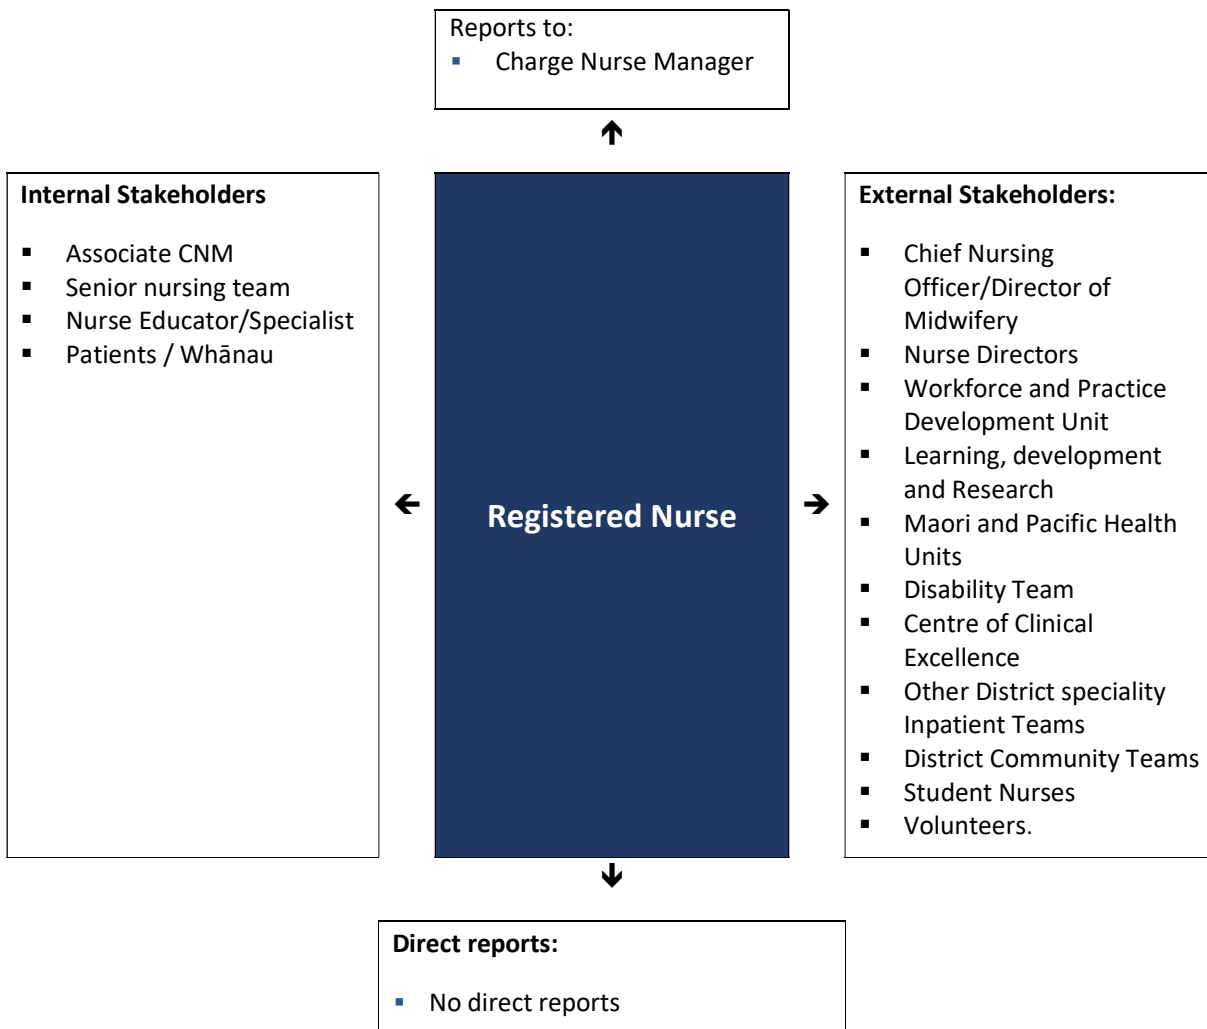 Reports to:
▪ Charge Nurse Manager
Internal Stakeholders
▪ Associate CNM
▪ Senior nursing team
▪ Nurse Educator/Specialist
▪ Patients / Whānau
Registered Nurse
External Stakeholders:
▪ Chief Nursing
Officer/Director of
Midwifery
▪ Nurse Directors
▪ Workforce and Practice
Development Unit
▪ Learning, development
and Research
▪ Maori and Pacific Health
Units
▪ Disability Team
▪ Centre of Clinical
Excellence
▪ Other District speciality
Inpatient Teams
▪ District Community Teams
▪ Student Nurses
▪ Volunteers.
Direct reports:
▪ No direct reports